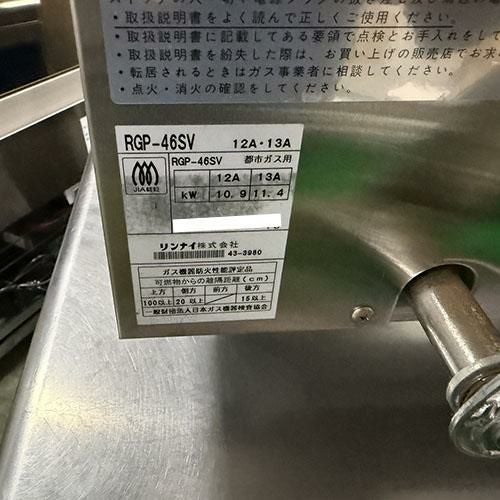 ・取扱説明書をよく読んで正しくご使用ください。
・取扱説明書に記載してある要領で点検とお手入れをして
・取扱説明書を紛失した際は、お買い上げの販売店でお求
・転居されるときはガス事業者に相談してください。
・点火・消火の確認をしてください。
RGP-46SV 12A・13A
JIA認証
RGP-46SV 都市ガス用
12A 13A
kW 10.9 11.4
リンナイ株式会社
43-3980
ガス機器防火性能評定品
可燃物からの離隔距離(cm)
上方 側方 前方 後方
100以上 20以上 15以上
一般財団法人日本ガス機器検査協会